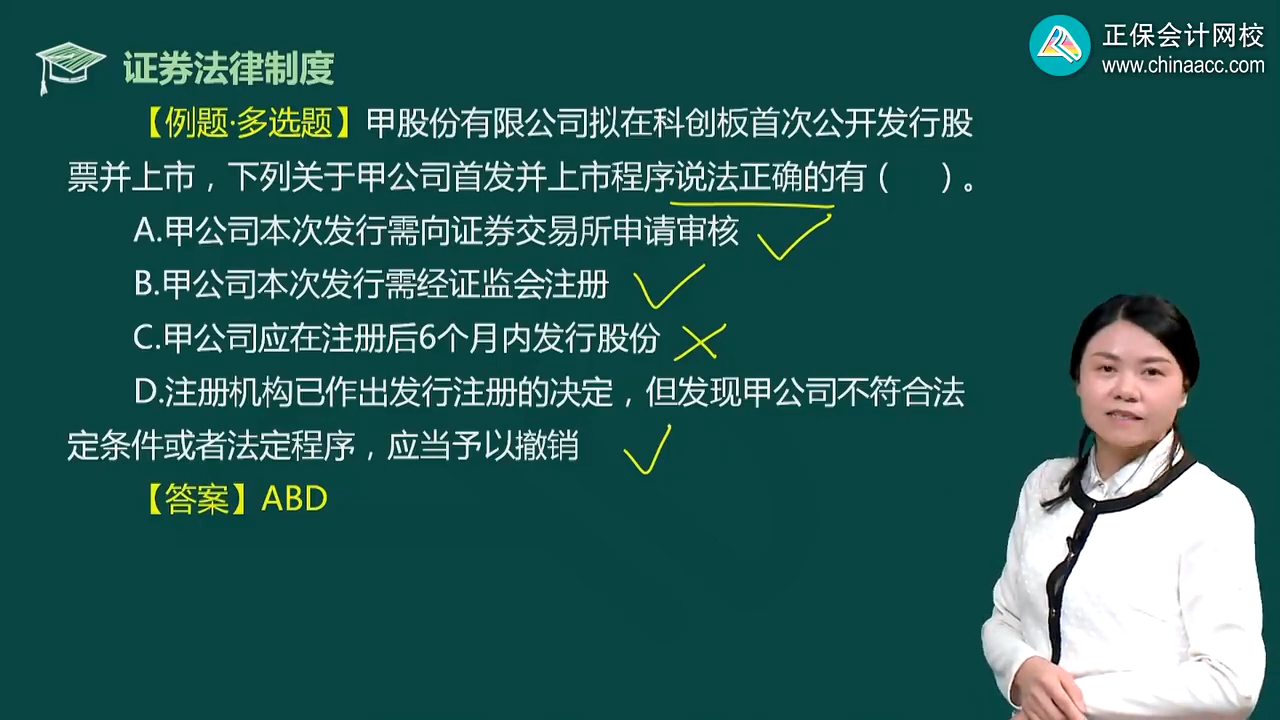 正保会计网校
www.chinaacc.com
证券法律制度
【例题·多选题】甲股份有限公司拟在科创板首次公开发行股
票并上市，下列关于甲公司首发并上市程序说法正确的有（　）。
A.甲公司本次发行需向证券交易所申请审核
B.甲公司本次发行需经证监会注册
C.甲公司应在注册后6个月内发行股份
D.注册机构已作出发行注册的决定，但发现甲公司不符合法
定条件或者法定程序，应当予以撤销
【答案】ABD